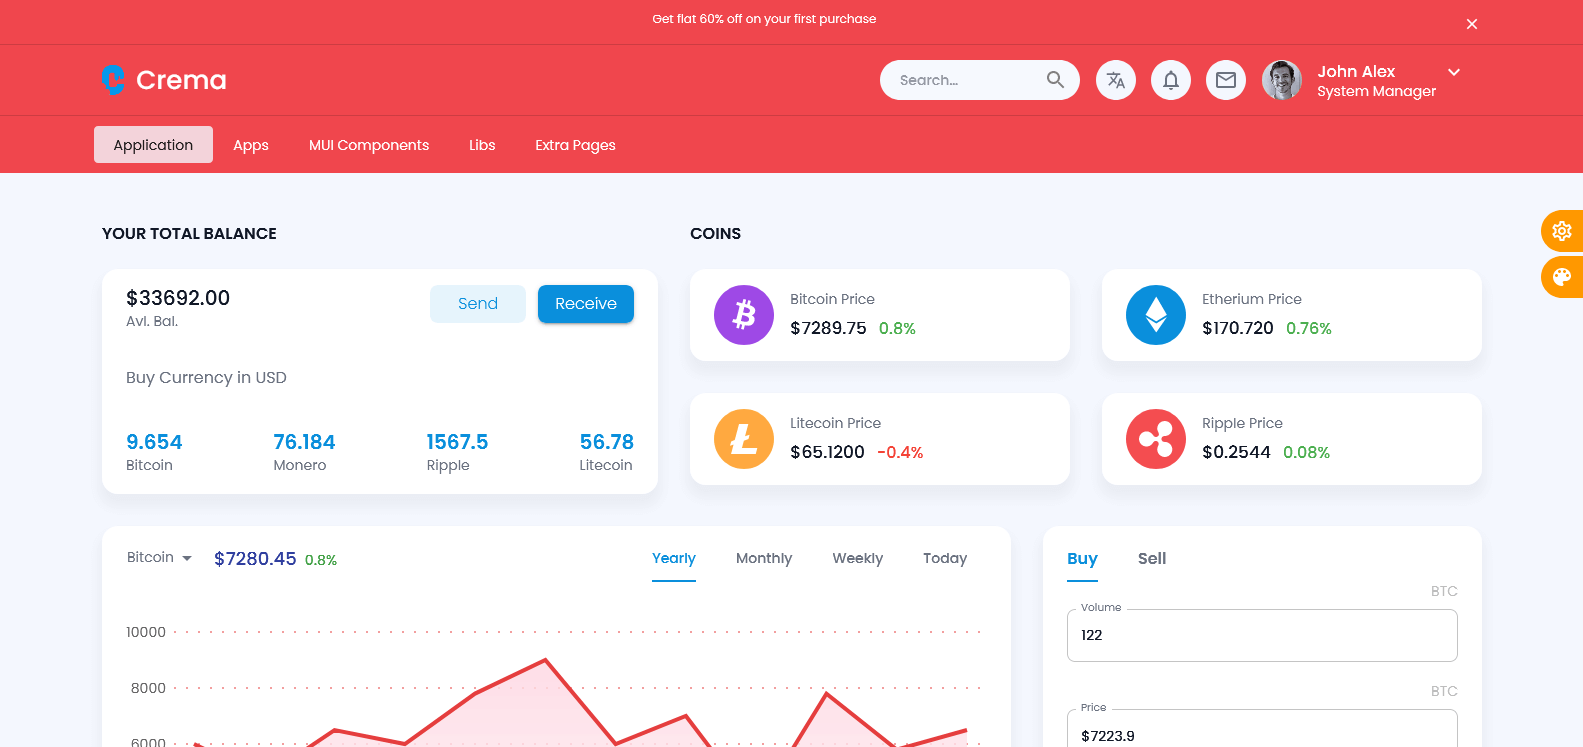 Get flat 60% off on your first purchase
Crema
Search...
John Alex
System Manager
Application Apps MUI Components Libs Extra Pages
YOUR TOTAL BALANCE
$33692.00
Avl. Bal.
Send Receive
Buy Currency in USD
9.654 76.184 1567.5 56.78
Bitcoin Monero Ripple Litecoin
COINS
Bitcoin Price
$7289.75 0.8%
Etherium Price
$170.720 0.76%
Litecoin Price
$65.1200 -0.4%
Ripple Price
$0.2544 0.08%
Bitcoin $7280.45 0.8%
Yearly Monthly Weekly Today
10000
8000
6000
Buy Sell
BTC
Volume
122
BTC
Price
$7223.9